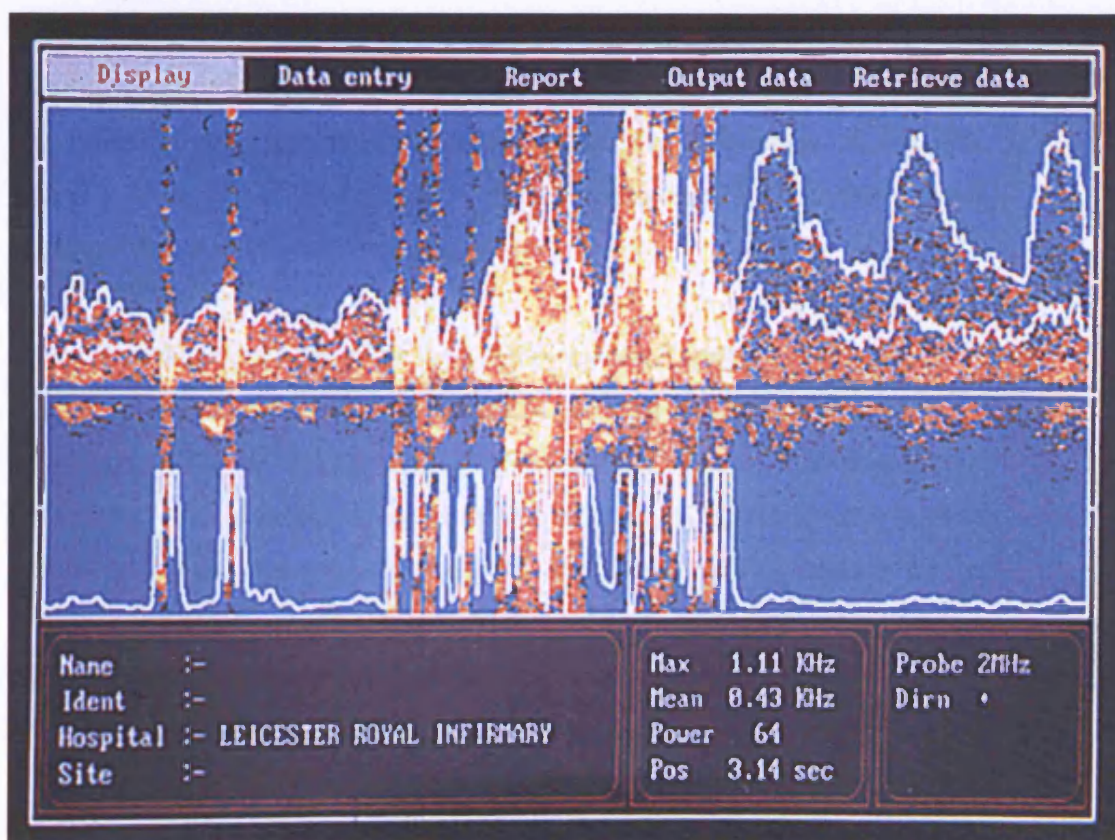 Display Data entry Report Output data Retrieve data
Name :-
Ident :-
Hospital :- LEICESTER ROYAL INFIRMARY
Site :-
Max 1.11 KHz
Mean 0.43 KHz
Power 64
Pos 3.14 sec
Probe 2MHz
Dirn